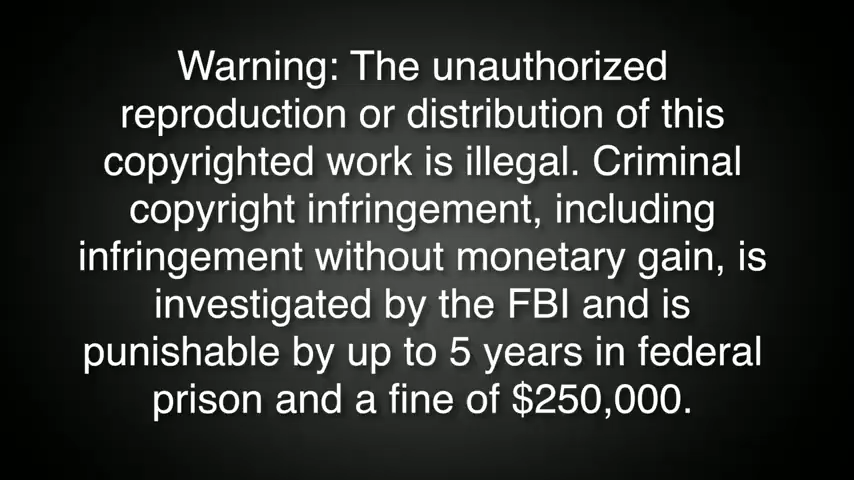 Warning: The unauthorized
reproduction or distribution of this
copyrighted work is illegal. Criminal
copyright infringement, including
infringement without monetary gain, is
investigated by the FBI and is
punishable by up to 5 years in federal
prison and a fine of $250,000.